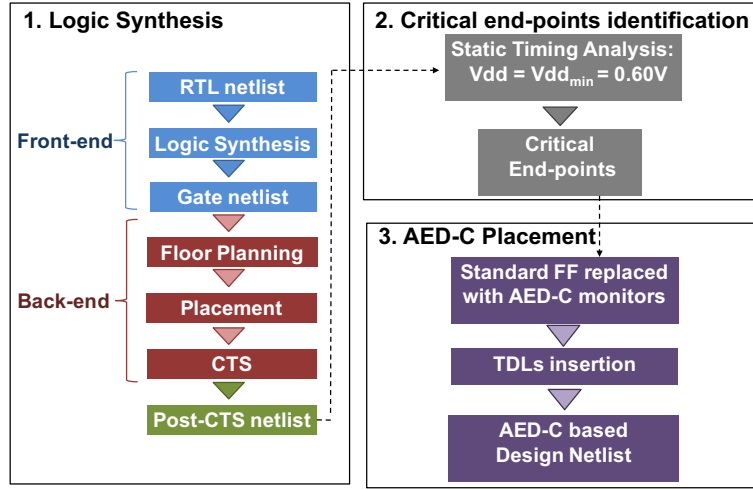 1. Logic Synthesis
RTL netlist
Front-end
Logic Synthesis
Gate netlist
Floor Planning
Back-end
Placement
CTS
Post-CTS netlist
2. Critical end-points identification
Static Timing Analysis:
Vdd = Vddmin = 0.60V
Critical
End-points
3. AED-C Placement
Standard FF replaced
with AED-C monitors
TDLs insertion
AED-C based
Design Netlist